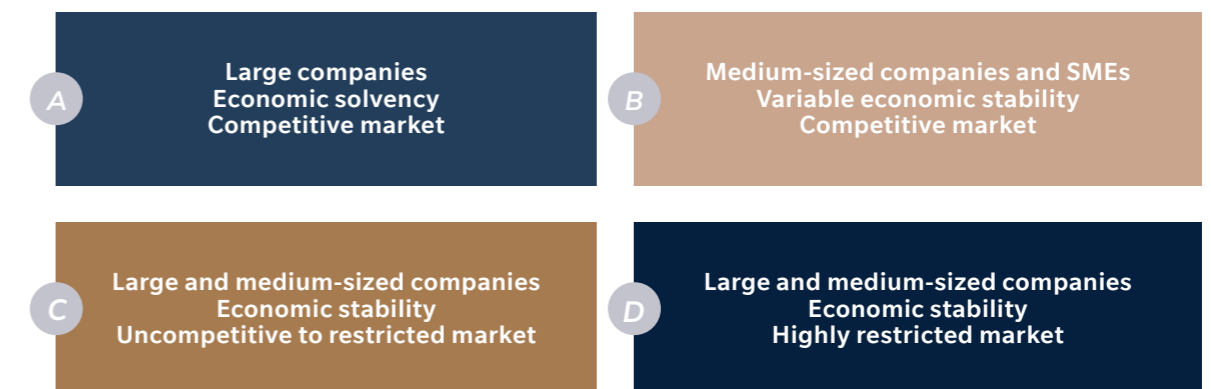 A
Large companies
Economic solvency
Competitive market
B
Medium-sized companies and SMEs
Variable economic stability
Competitive market
C
Large and medium-sized companies
Economic stability
Uncompetitive to restricted market
D
Large and medium-sized companies
Economic stability
Highly restricted market